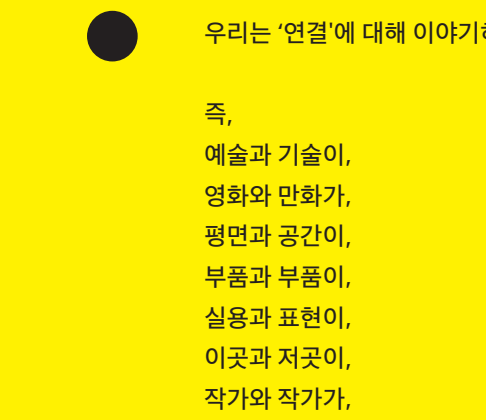 우리는 ‘연결'에 대해 이야기
즉,
예술과 기술이,
영화와 만화가,
평면과 공간이,
부품과 부품이,
실용과 표현이,
이곳과 저곳이,
작가와 작가가,